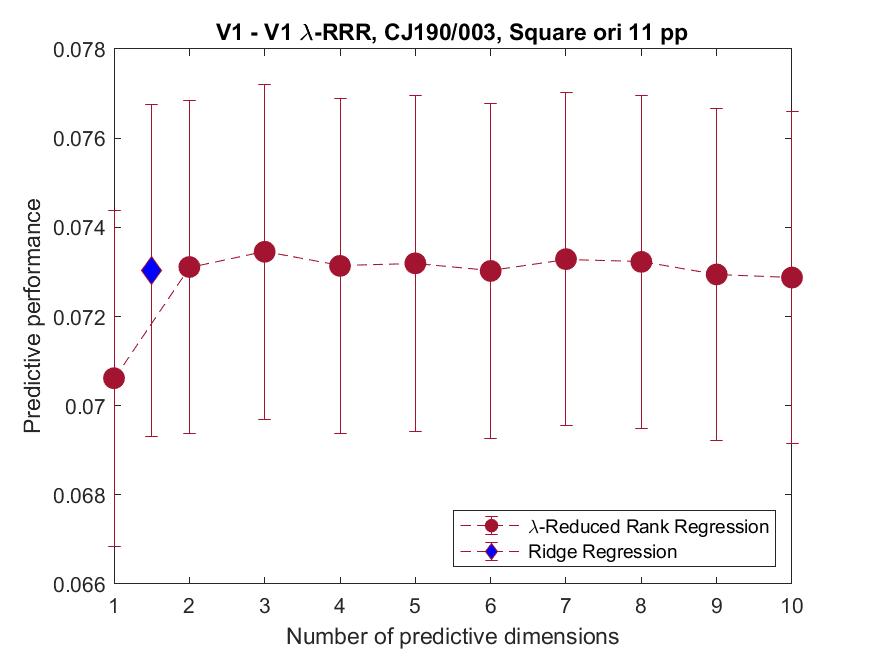 V1 - V1 λ-RRR, CJ190/003, Square ori 11 pp
0.078
0.076
0.074
0.072
0.07
0.068
0.066
Predictive performance
1 2 3 4 5 6 7 8 9 10
Number of predictive dimensions
λ-Reduced Rank Regression
Ridge Regression